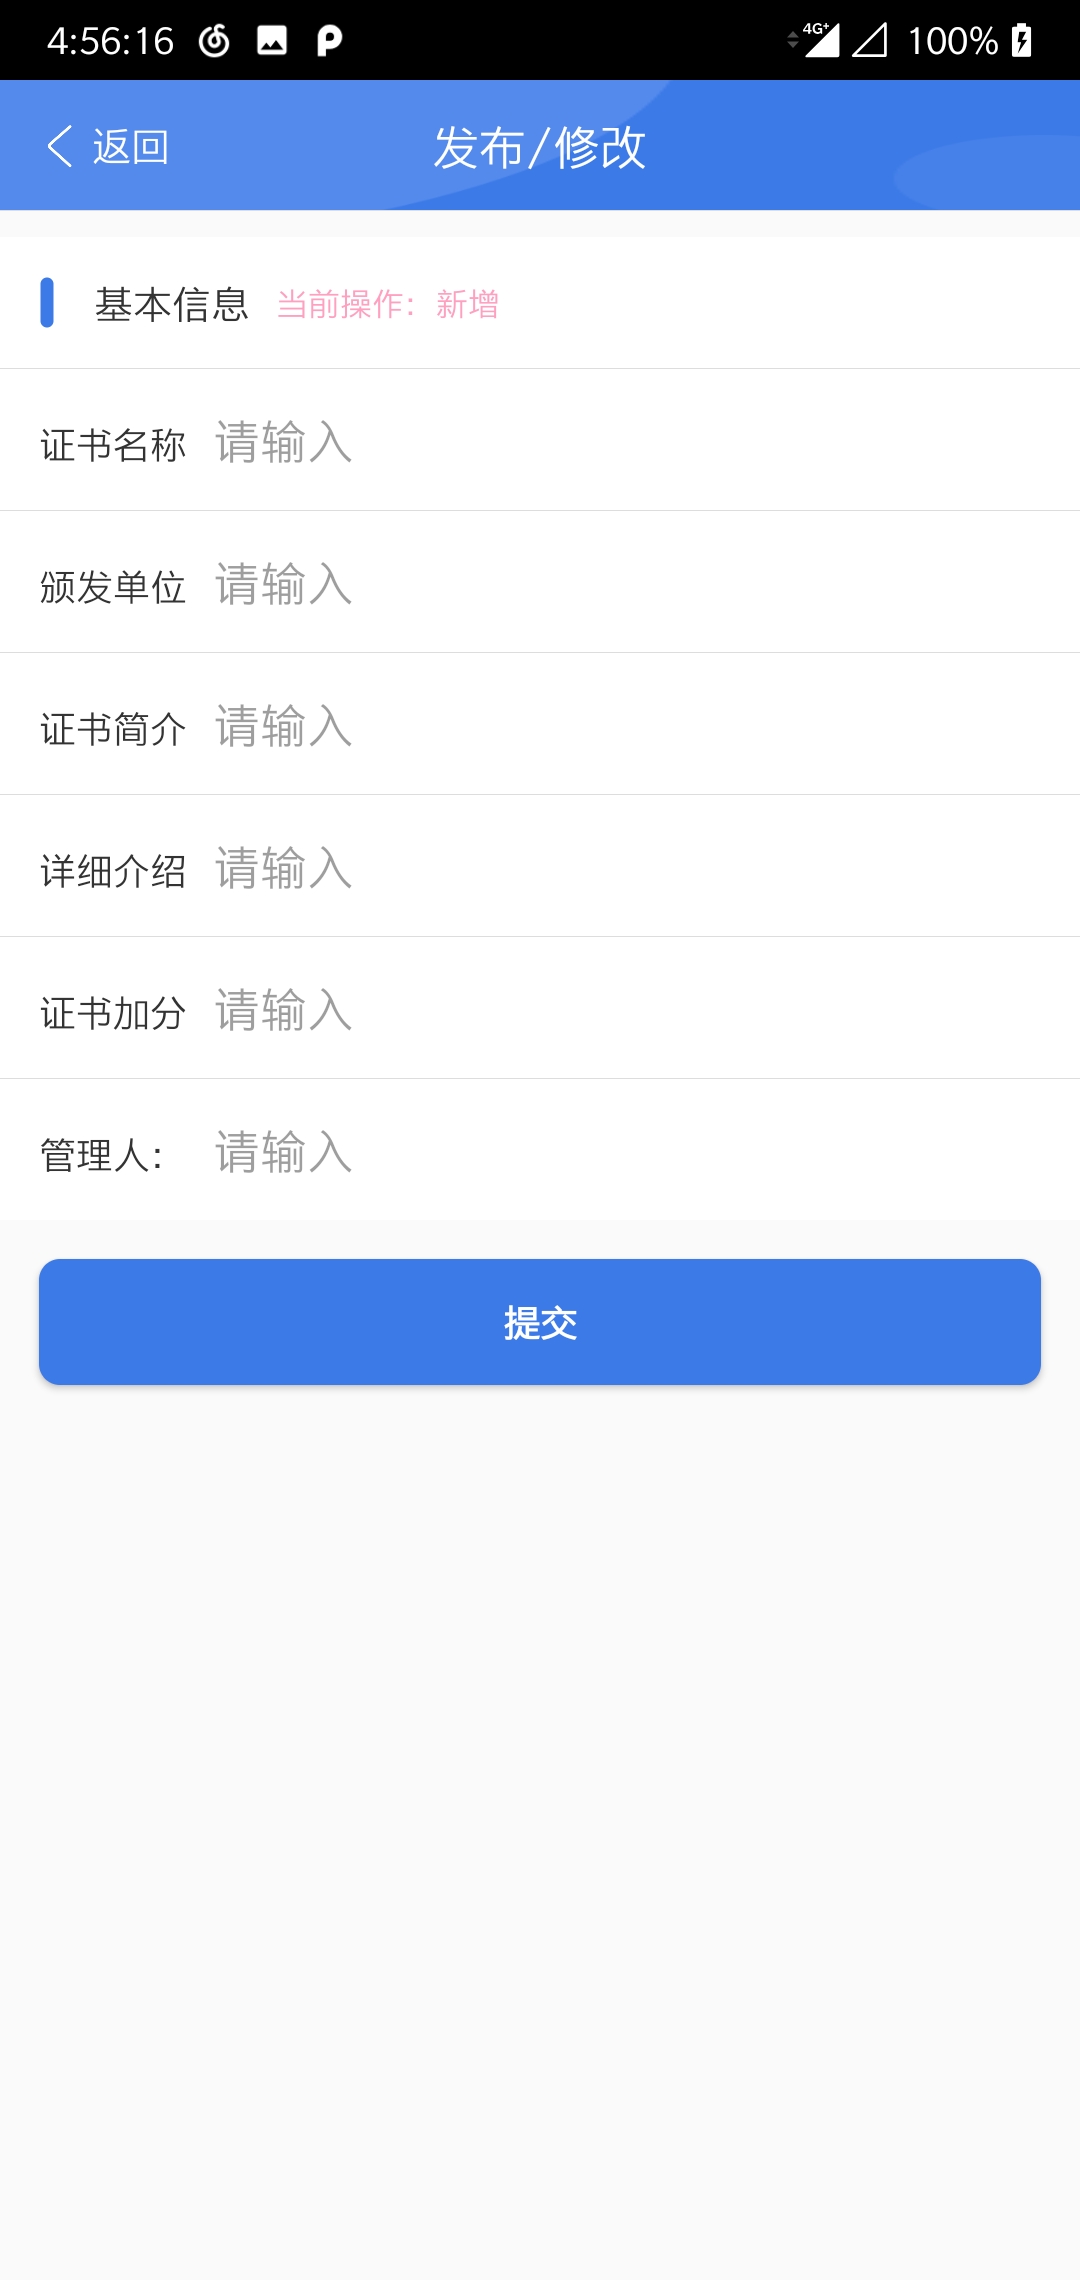 4:56:16 4G+ 100%
返回 发布/修改
基本信息 当前操作：新增
证书名称 请输入
颁发单位 请输入
证书简介 请输入
详细介绍 请输入
证书加分 请输入
管理人： 请输入
提交